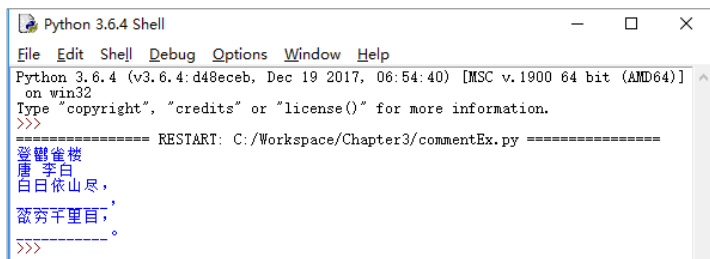 Python 3.6.4 Shell
File Edit Shell Debug Options Window Help
Python 3.6.4 (v3.6.4:d48eceb, Dec 19 2017, 06:54:40) [MSC v.1900 64 bit (AMD64)]
on win32
Type "copyright", "credits" or "license()" for more information.
>>>
================ RESTART: C:/Workspace/Chapter3/commentEx.py ================
登鹳雀楼
唐 李白
白日依山尽，
___________，
欲穷千里目，
___________。
>>>